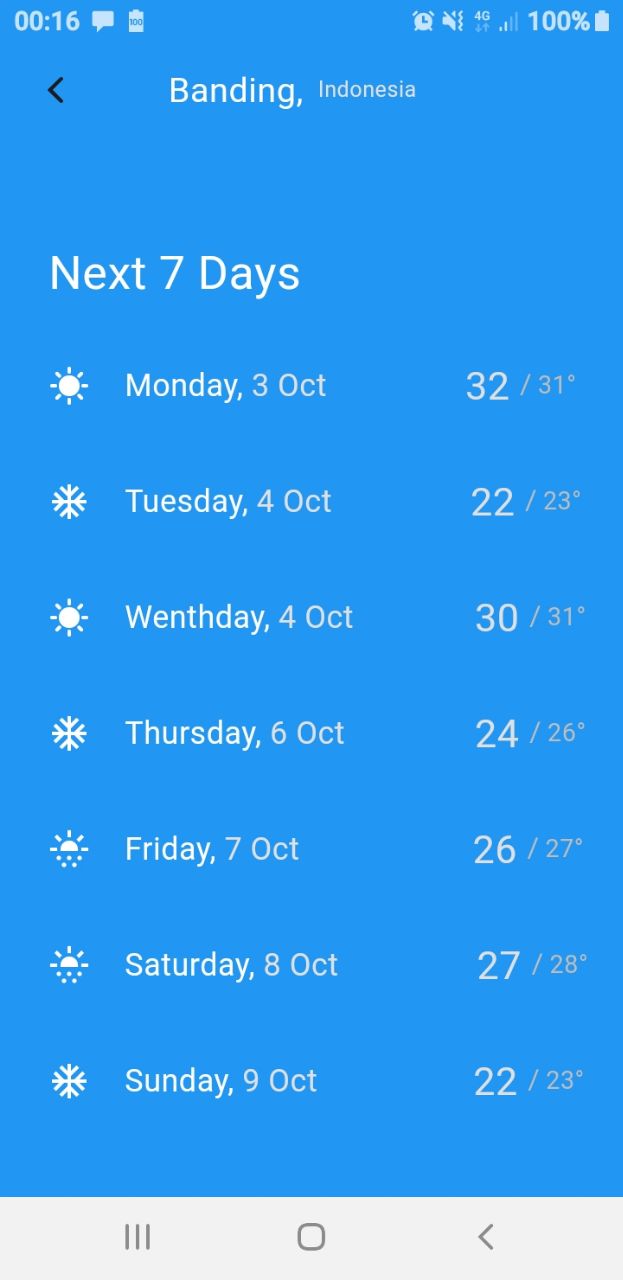 00:16 100 4G 100%
Banding, Indonesia
Next 7 Days
Monday, 3 Oct 32 / 31°
Tuesday, 4 Oct 22 / 23°
Wenthday, 4 Oct 30 / 31°
Thursday, 6 Oct 24 / 26°
Friday, 7 Oct 26 / 27°
Saturday, 8 Oct 27 / 28°
Sunday, 9 Oct 22 / 23°